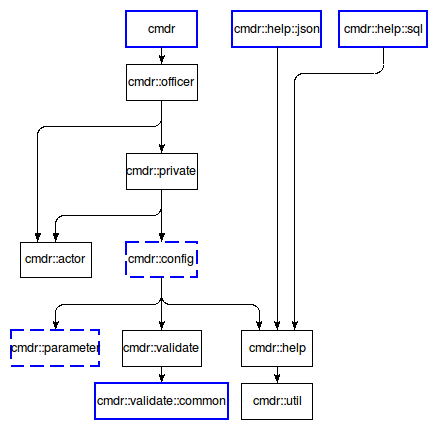 cmdr
cmdr::help::json
cmdr::help::sql
cmdr::officer
cmdr::private
cmdr::actor
cmdr::config
cmdr::parameter
cmdr::validate
cmdr::help
cmdr::validate::common
cmdr::util